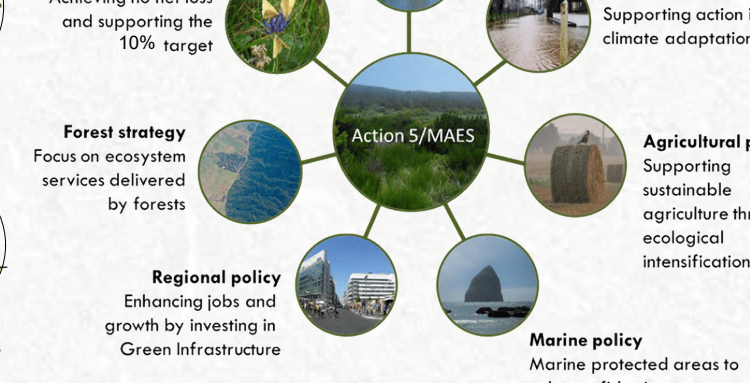 Achieving no net loss
and supporting the
10% target
Supporting action
climate adaptation
Action 5/MAES
Forest strategy
Focus on ecosystem
services delivered
by forests
Agricultural
Supporting
sustainable
agriculture
ecological
intensification
Regional policy
Enhancing jobs and
growth by investing in
Green Infrastructure
Marine policy
Marine protected areas to